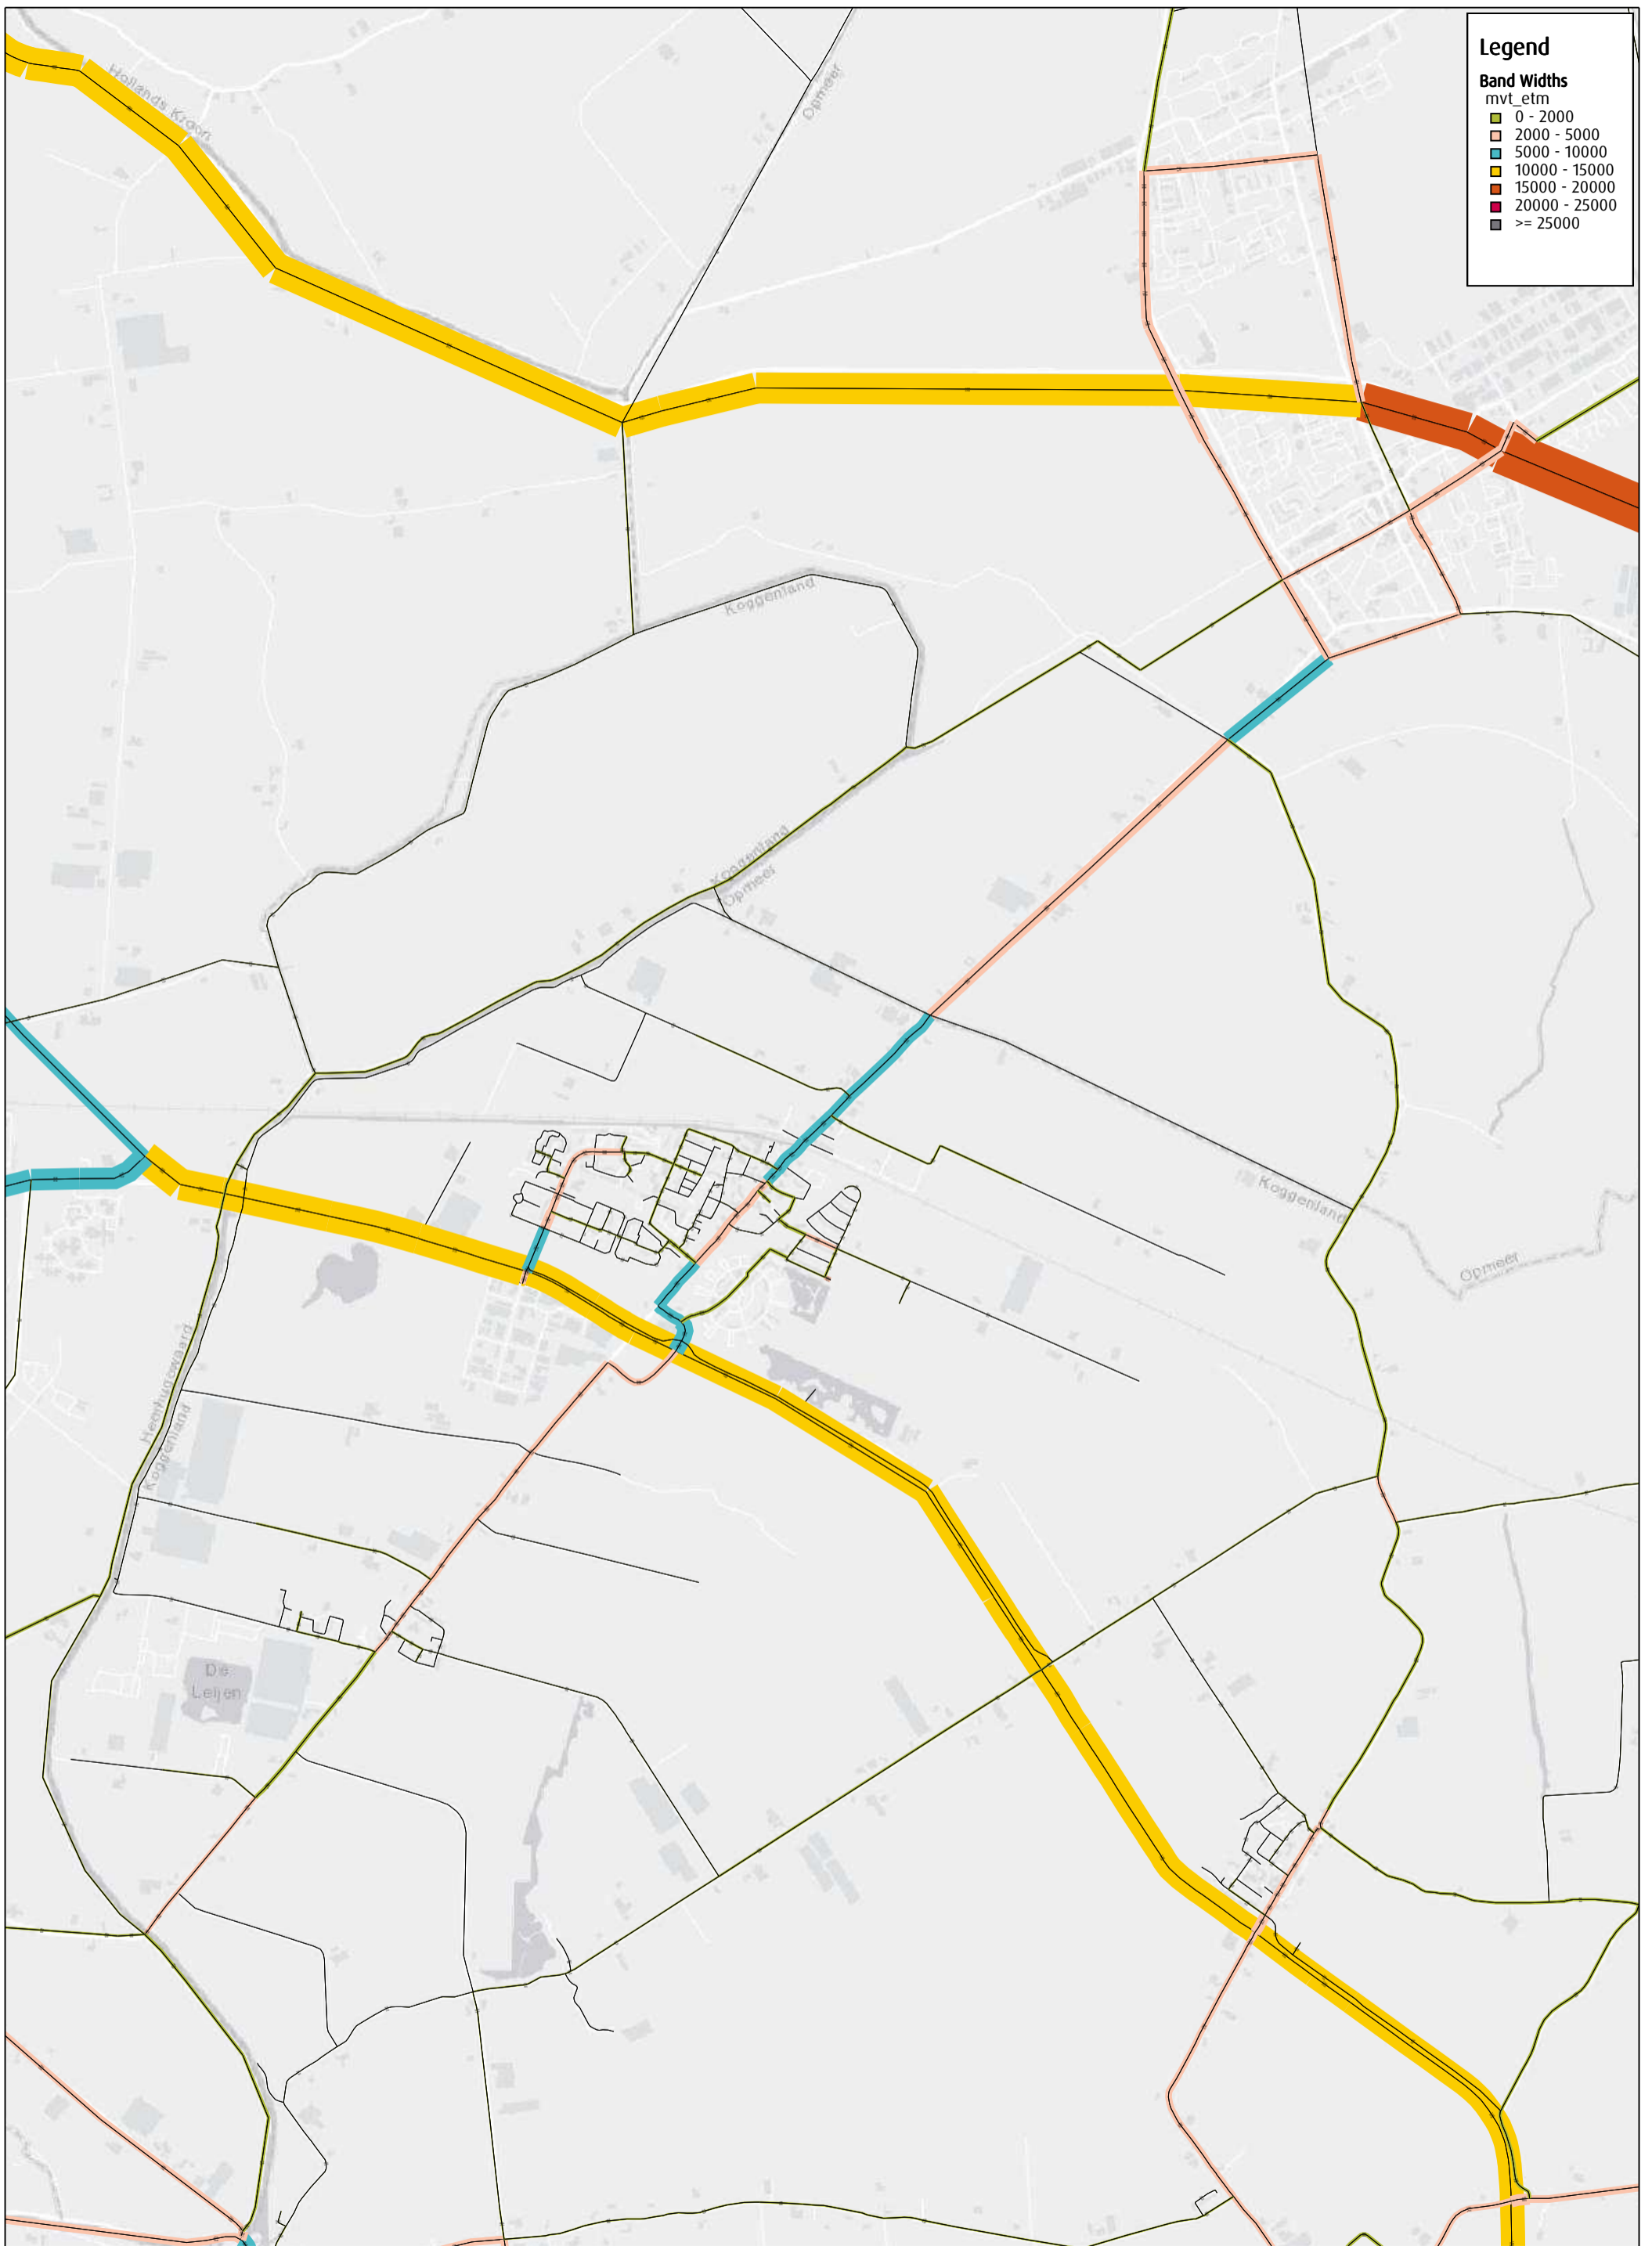 Legend
Band Widths
mvt_etm
0 - 2000
2000 - 5000
5000 - 10000
10000 - 15000
15000 - 20000
20000 - 25000
>= 25000
Hollands Kroon
Opmeer
Koggenland
Koggenland
Opmeer
Koggenland
Opmeer
Heerhugowaard
Koggenland
De
Leijen